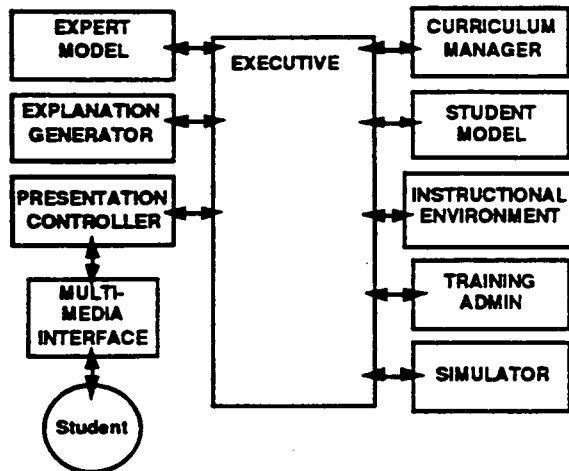 EXPERT
MODEL
EXPLANATION
GENERATOR
PRESENTATION
CONTROLLER
MULTI-
MEDIA
INTERFACE
Student
EXECUTIVE
CURRICULUM
MANAGER
STUDENT
MODEL
INSTRUCTIONAL
ENVIRONMENT
TRAINING
ADMIN
SIMULATOR